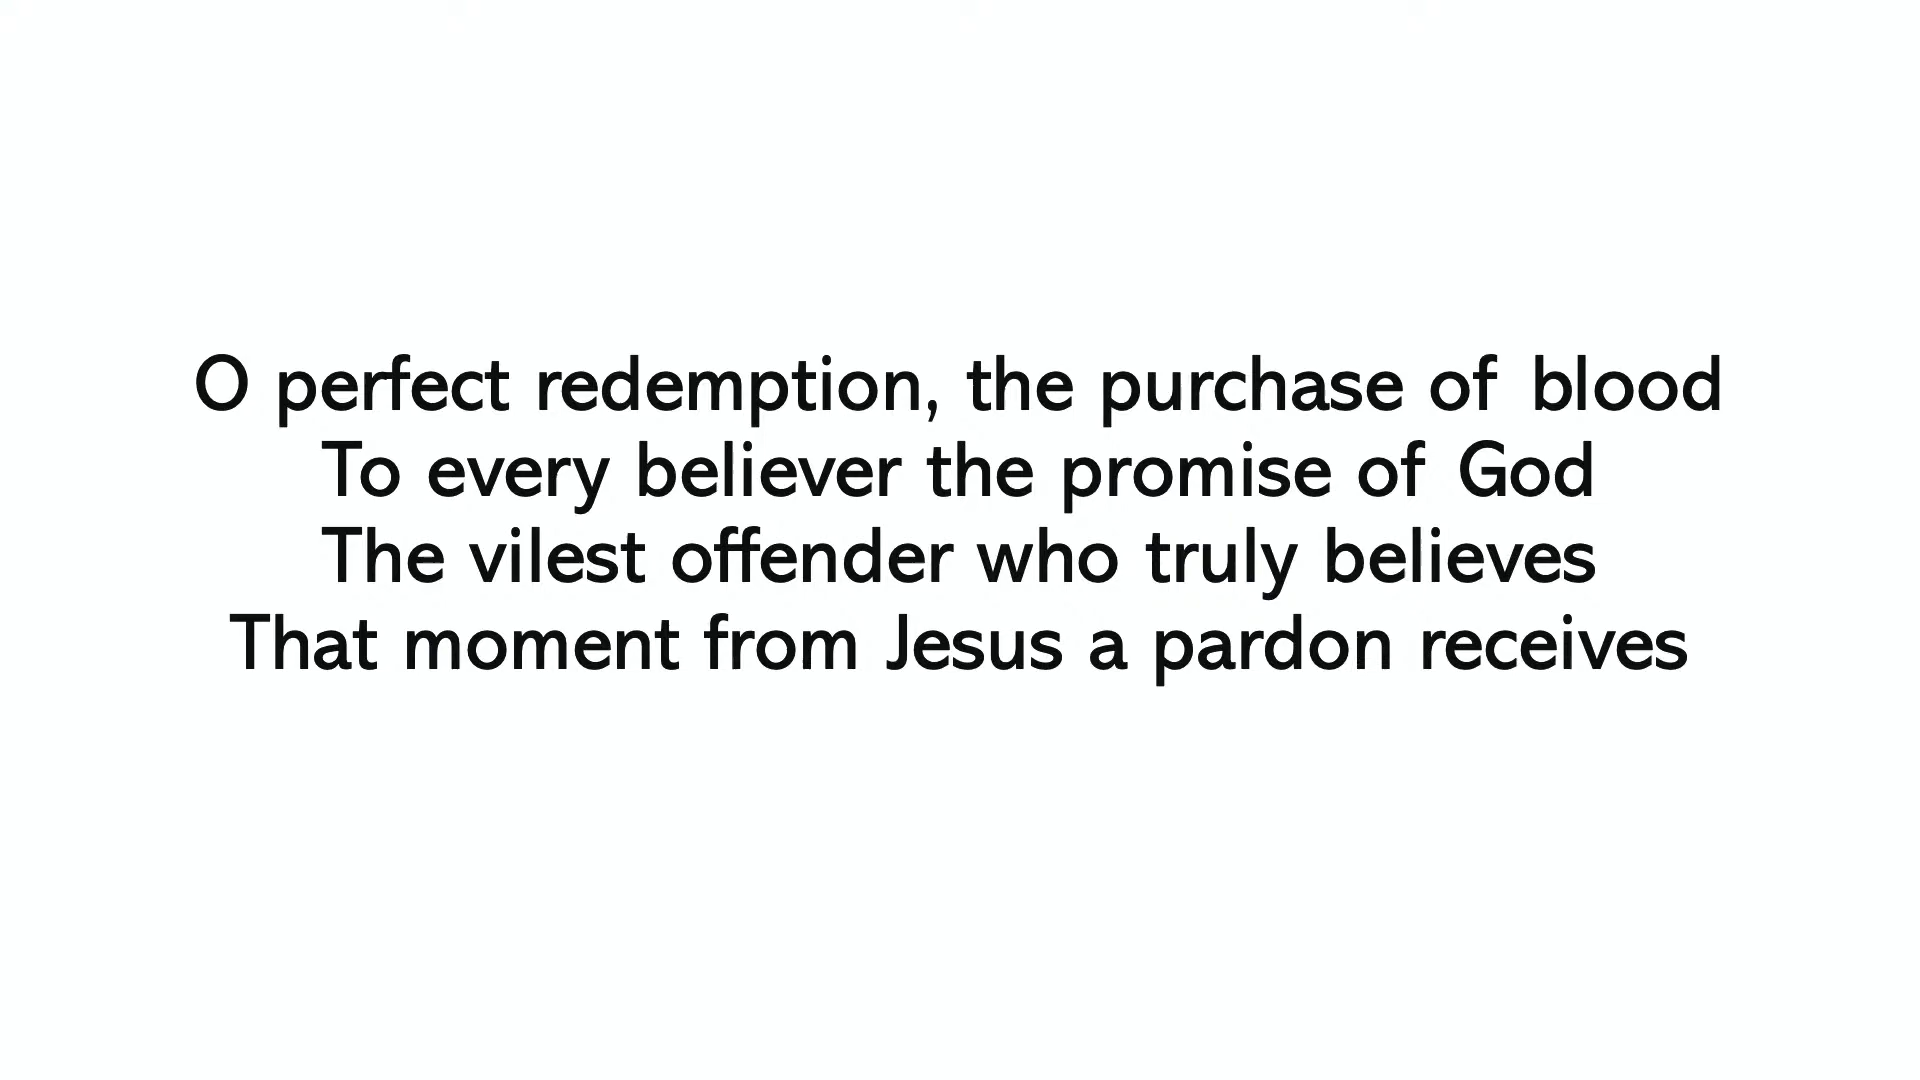 O perfect redemption, the purchase of blood
To every believer the promise of God
The vilest offender who truly believes
That moment from Jesus a pardon receives